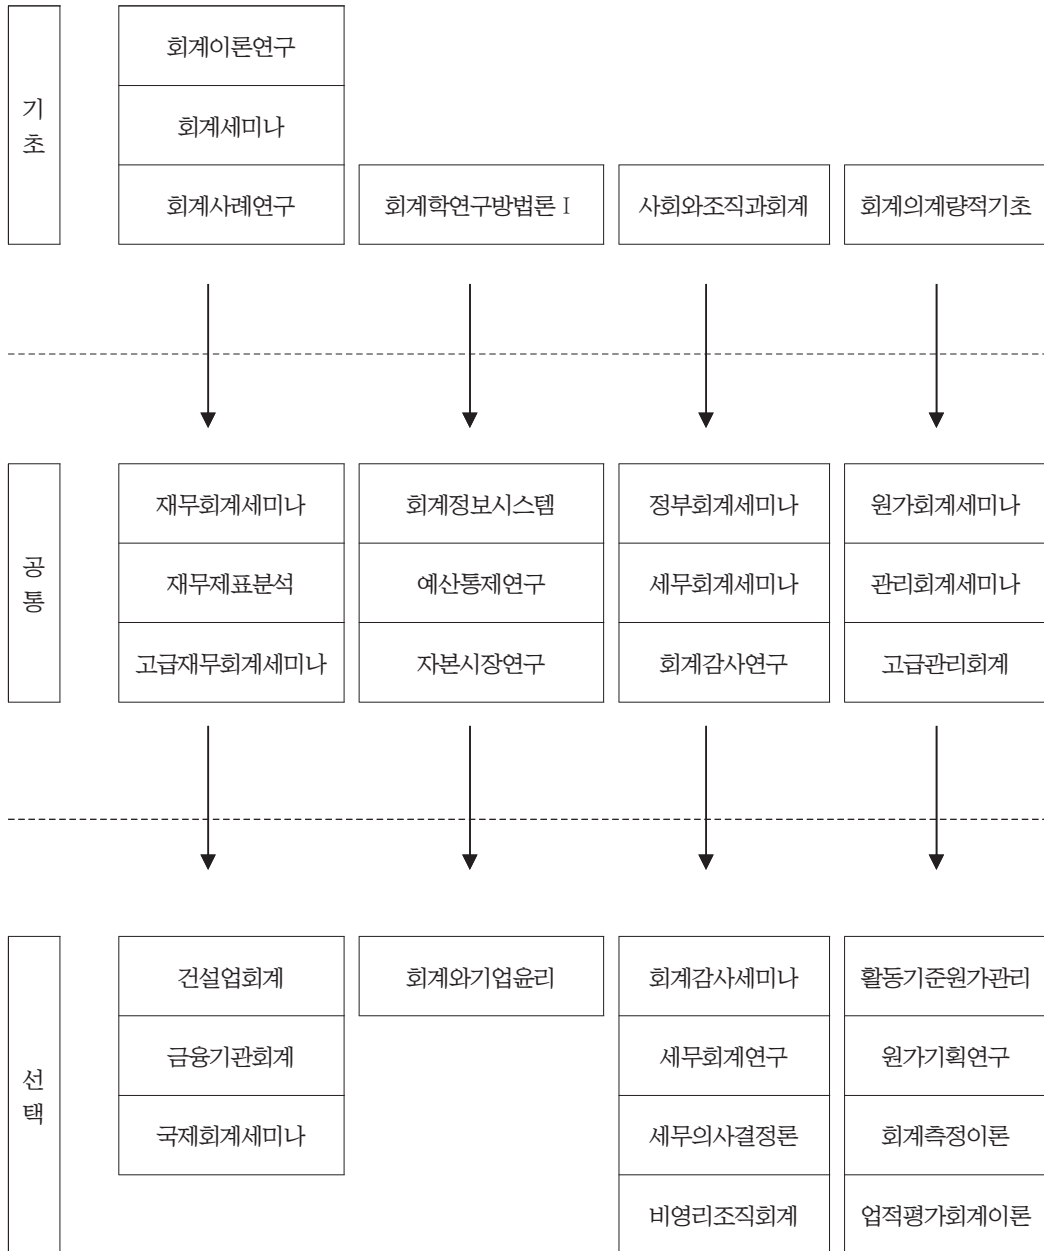 기초
회계이론연구
회계세미나
회계사례연구
회계학연구방법론 Ⅰ
사회와조직과회계
회계의계량적기초
공통
재무회계세미나
재무제표분석
고급재무회계세미나
회계정보시스템
예산통제연구
자본시장연구
정부회계세미나
세무회계세미나
회계감사연구
원가회계세미나
관리회계세미나
고급관리회계
선택
건설업회계
금융기관회계
국제회계세미나
회계와기업윤리
회계감사세미나
세무회계연구
세무의사결정론
비영리조직회계
활동기준원가관리
원가기획연구
회계측정이론
업적평가회계이론